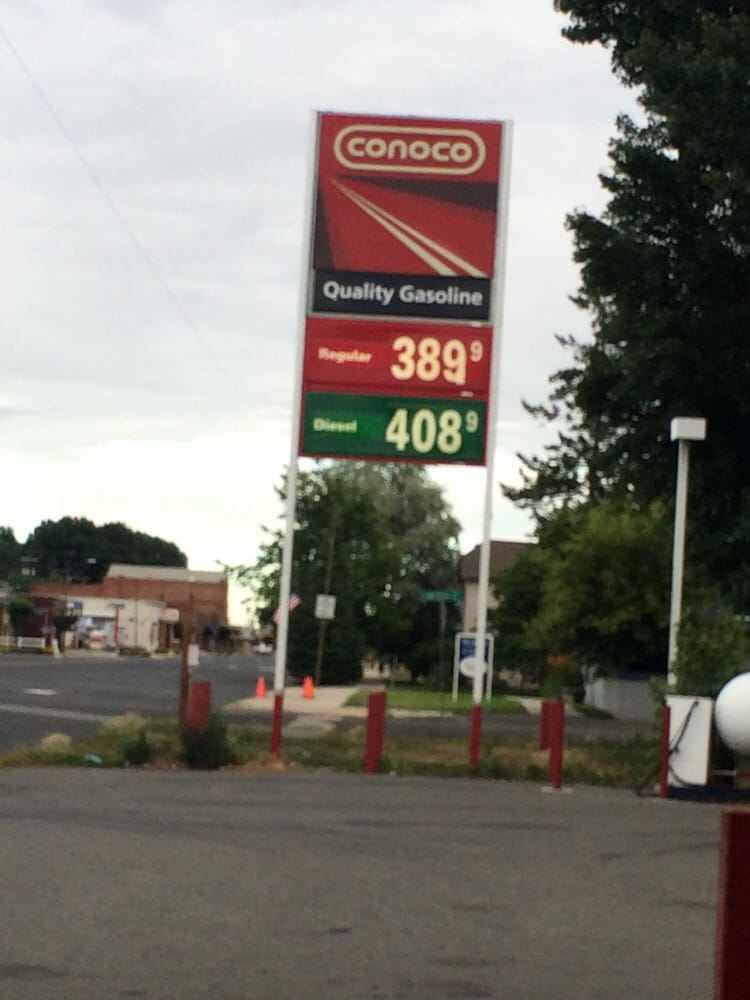 conoco
Quality Gasoline
Regular 389 9
Diesel 408 9